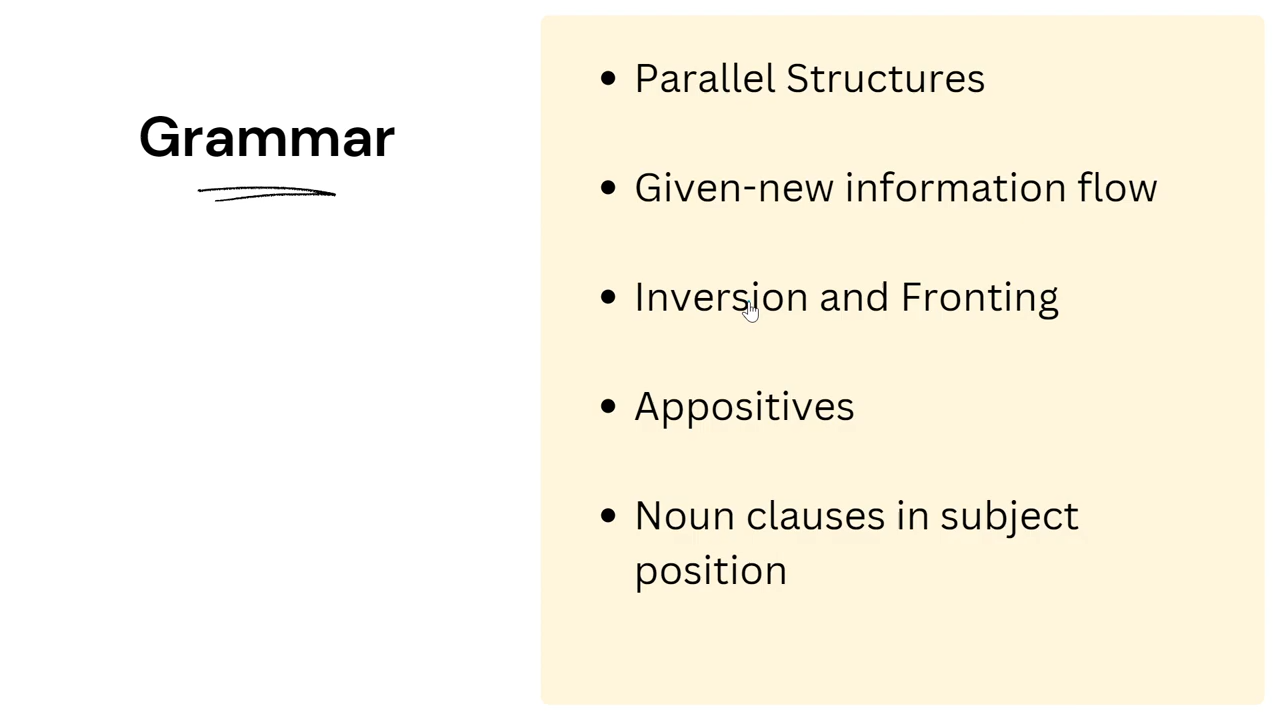 Grammar
• Parallel Structures
• Given-new information flow
• Inversion and Fronting
• Appositives
• Noun clauses in subject
position